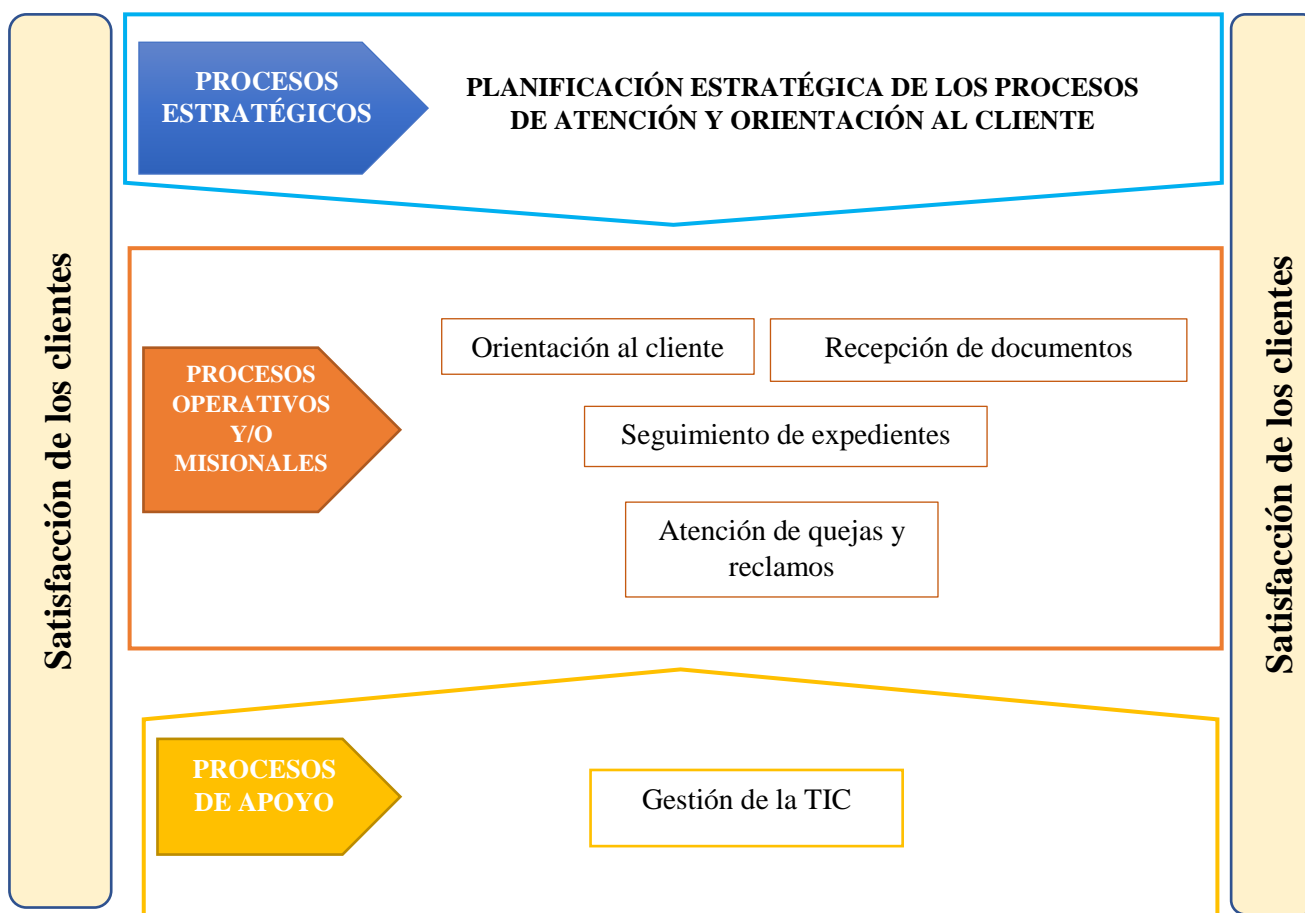 Satisfacción de los clientes
PROCESOS
ESTRATÉGICOS
PLANIFICACIÓN ESTRATÉGICA DE LOS PROCESOS
DE ATENCIÓN Y ORIENTACIÓN AL CLIENTE
PROCESOS
OPERATIVOS
Y/O
MISIONALES
Orientación al cliente
Recepción de documentos
Seguimiento de expedientes
Atención de quejas y
reclamos
PROCESOS
DE APOYO
Gestión de la TIC
Satisfacción de los clientes